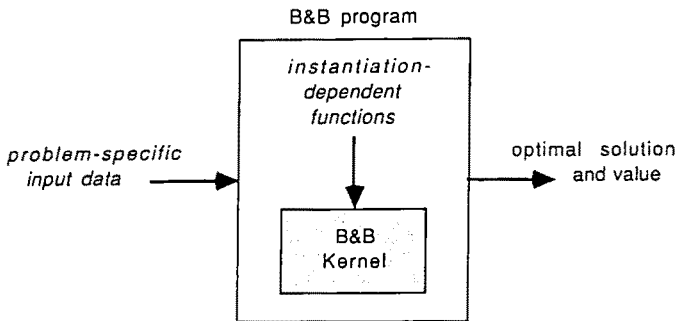 B&B program
instantiation-
dependent
functions
problem-specific
input data
optimal solution
and value
B&B
Kernel